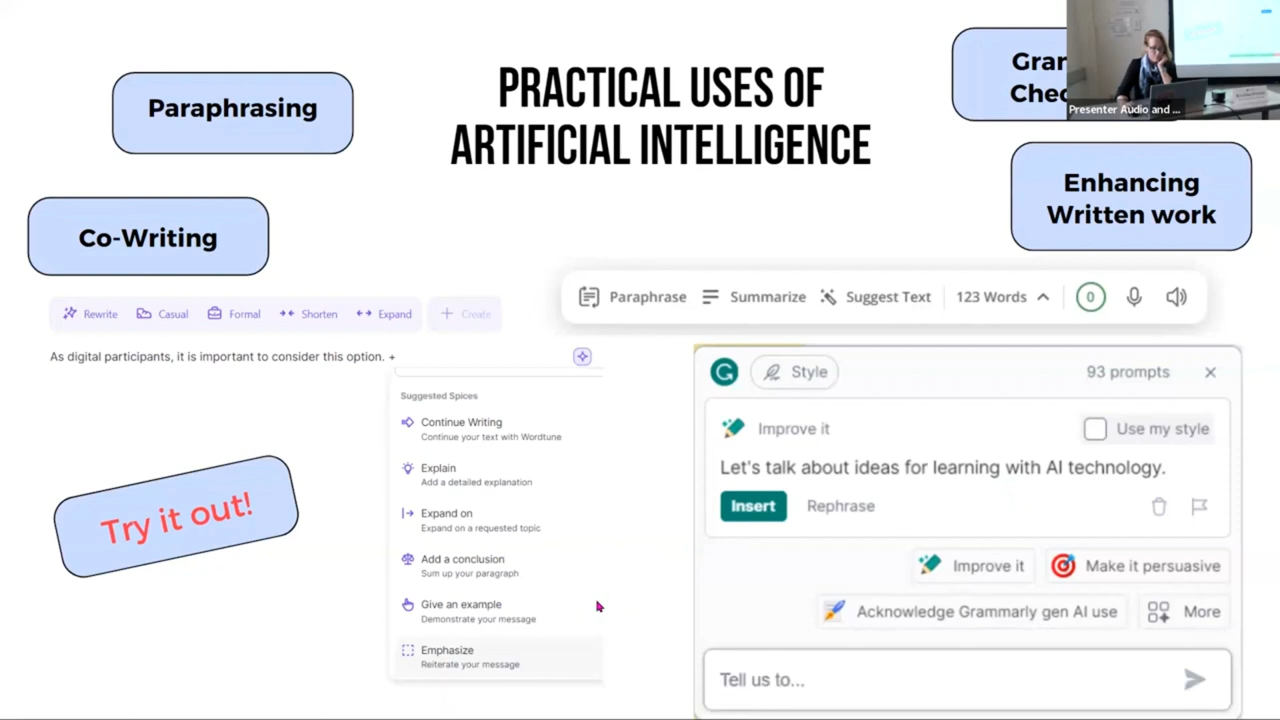 PRACTICAL USES OF
ARTIFICIAL INTELLIGENCE
Paraphrasing
Co-Writing
Presenter Audio and ...
Enhancing
Written work
Rewrite
Casual
Formal
Shorten
Expand
Create
As digital participants, it is important to consider this option. +
Suggested Spices
Continue Writing
Continue your text with Wordtune
Explain
Add a detailed explanation
Expand on
Expand on a requested topic
Add a conclusion
Sum up your paragraph
Give an example
Demonstrate your message
Emphasize
Reiterate your message
Try it out!
Paraphrase
Summarize
Suggest Text
123 Words
0
Style
93 prompts
Improve it
Use my style
Let's talk about ideas for learning with AI technology.
Insert
Rephrase
Improve it
Make it persuasive
Acknowledge Grammarly gen AI use
More
Tell us to...